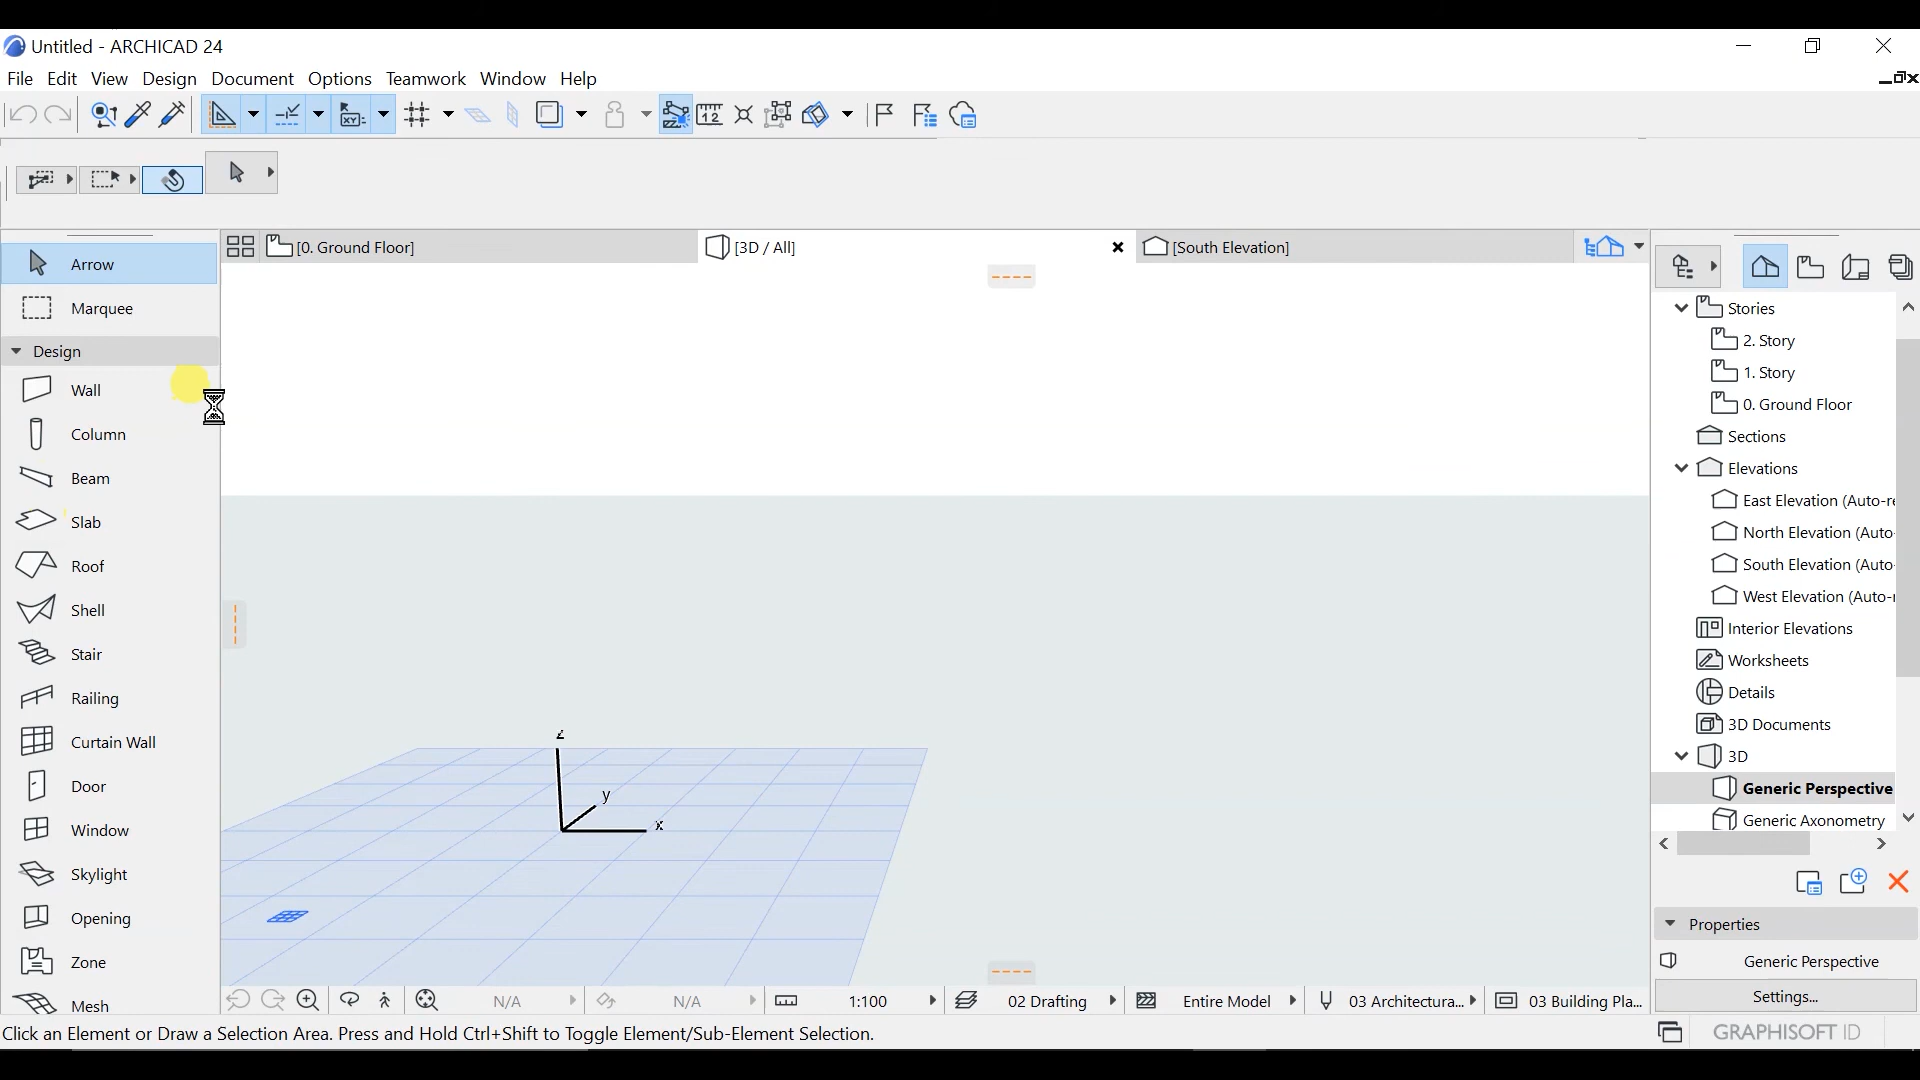 Untitled - ARCHICAD 24
File Edit View Design Document Options Teamwork Window Help
XY
1 2
Arrow
Marquee
Design
Wall
Column
Beam
Slab
Roof
Shell
Stair
Railing
Curtain Wall
Door
Window
Skylight
Opening
Zone
Mesh
[0. Ground Floor]
[3D / All]
[South Elevation]
z
y
x
Stories
2. Story
1. Story
0. Ground Floor
Sections
Elevations
East Elevation (Auto-re
North Elevation (Auto-
South Elevation (Auto-
West Elevation (Auto-r
Interior Elevations
Worksheets
Details
3D Documents
3D
Generic Perspective
Generic Axonometry
Properties
Generic Perspective
Settings...
N/A N/A 1:100 02 Drafting Entire Model 03 Architectura... 03 Building Pla...
Click an Element or Draw a Selection Area. Press and Hold Ctrl+Shift to Toggle Element/Sub-Element Selection.
GRAPHISOFT ID